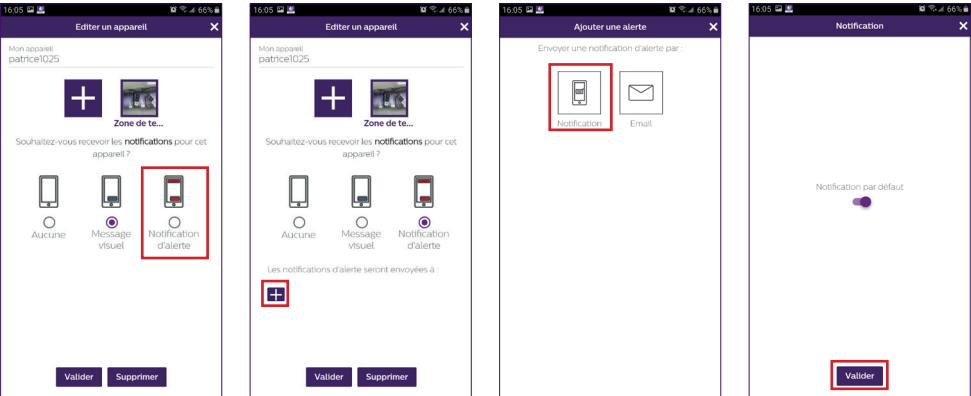 16:05 66%
Editer un appareil X
Mon appareil
patrice1025
Zone de te...
Souhaitez-vous recevoir les notifications pour cet
appareil ?
Aucune
Message
visuel
Notification
d'alerte
Valider
Supprimer
16:05 66%
Editer un appareil X
Mon appareil
patrice1025
Zone de te...
Souhaitez-vous recevoir les notifications pour cet
appareil ?
Aucune
Message
visuel
Notification
d'alerte
Les notifications d'alerte seront envoyées à :
Valider
Supprimer
16:05 66%
Ajouter une alerte X
Envoyer une notification d'alerte par :
Notification
Email
16:05 66%
Notification X
Notification par défaut
Valider